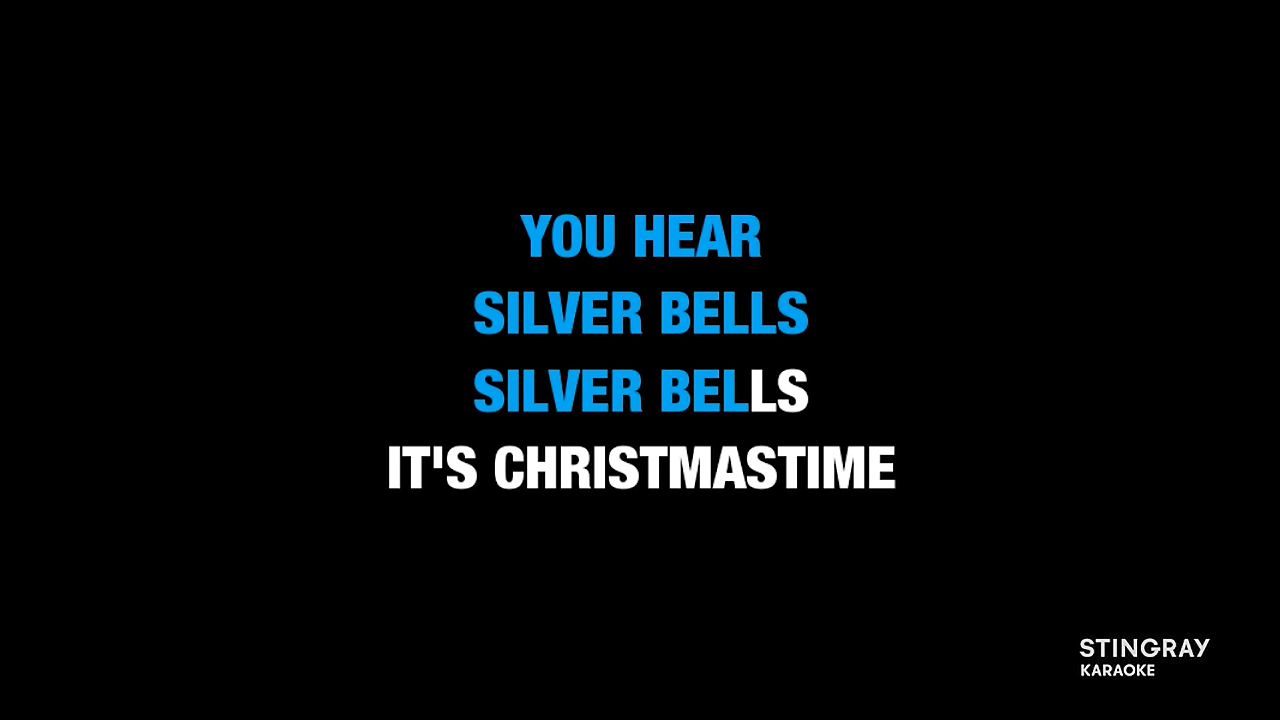 YOU HEAR
SILVER BELLS
SILVER BELLS
IT'S CHRISTMASTIME
STINGRAY
KARAOKE